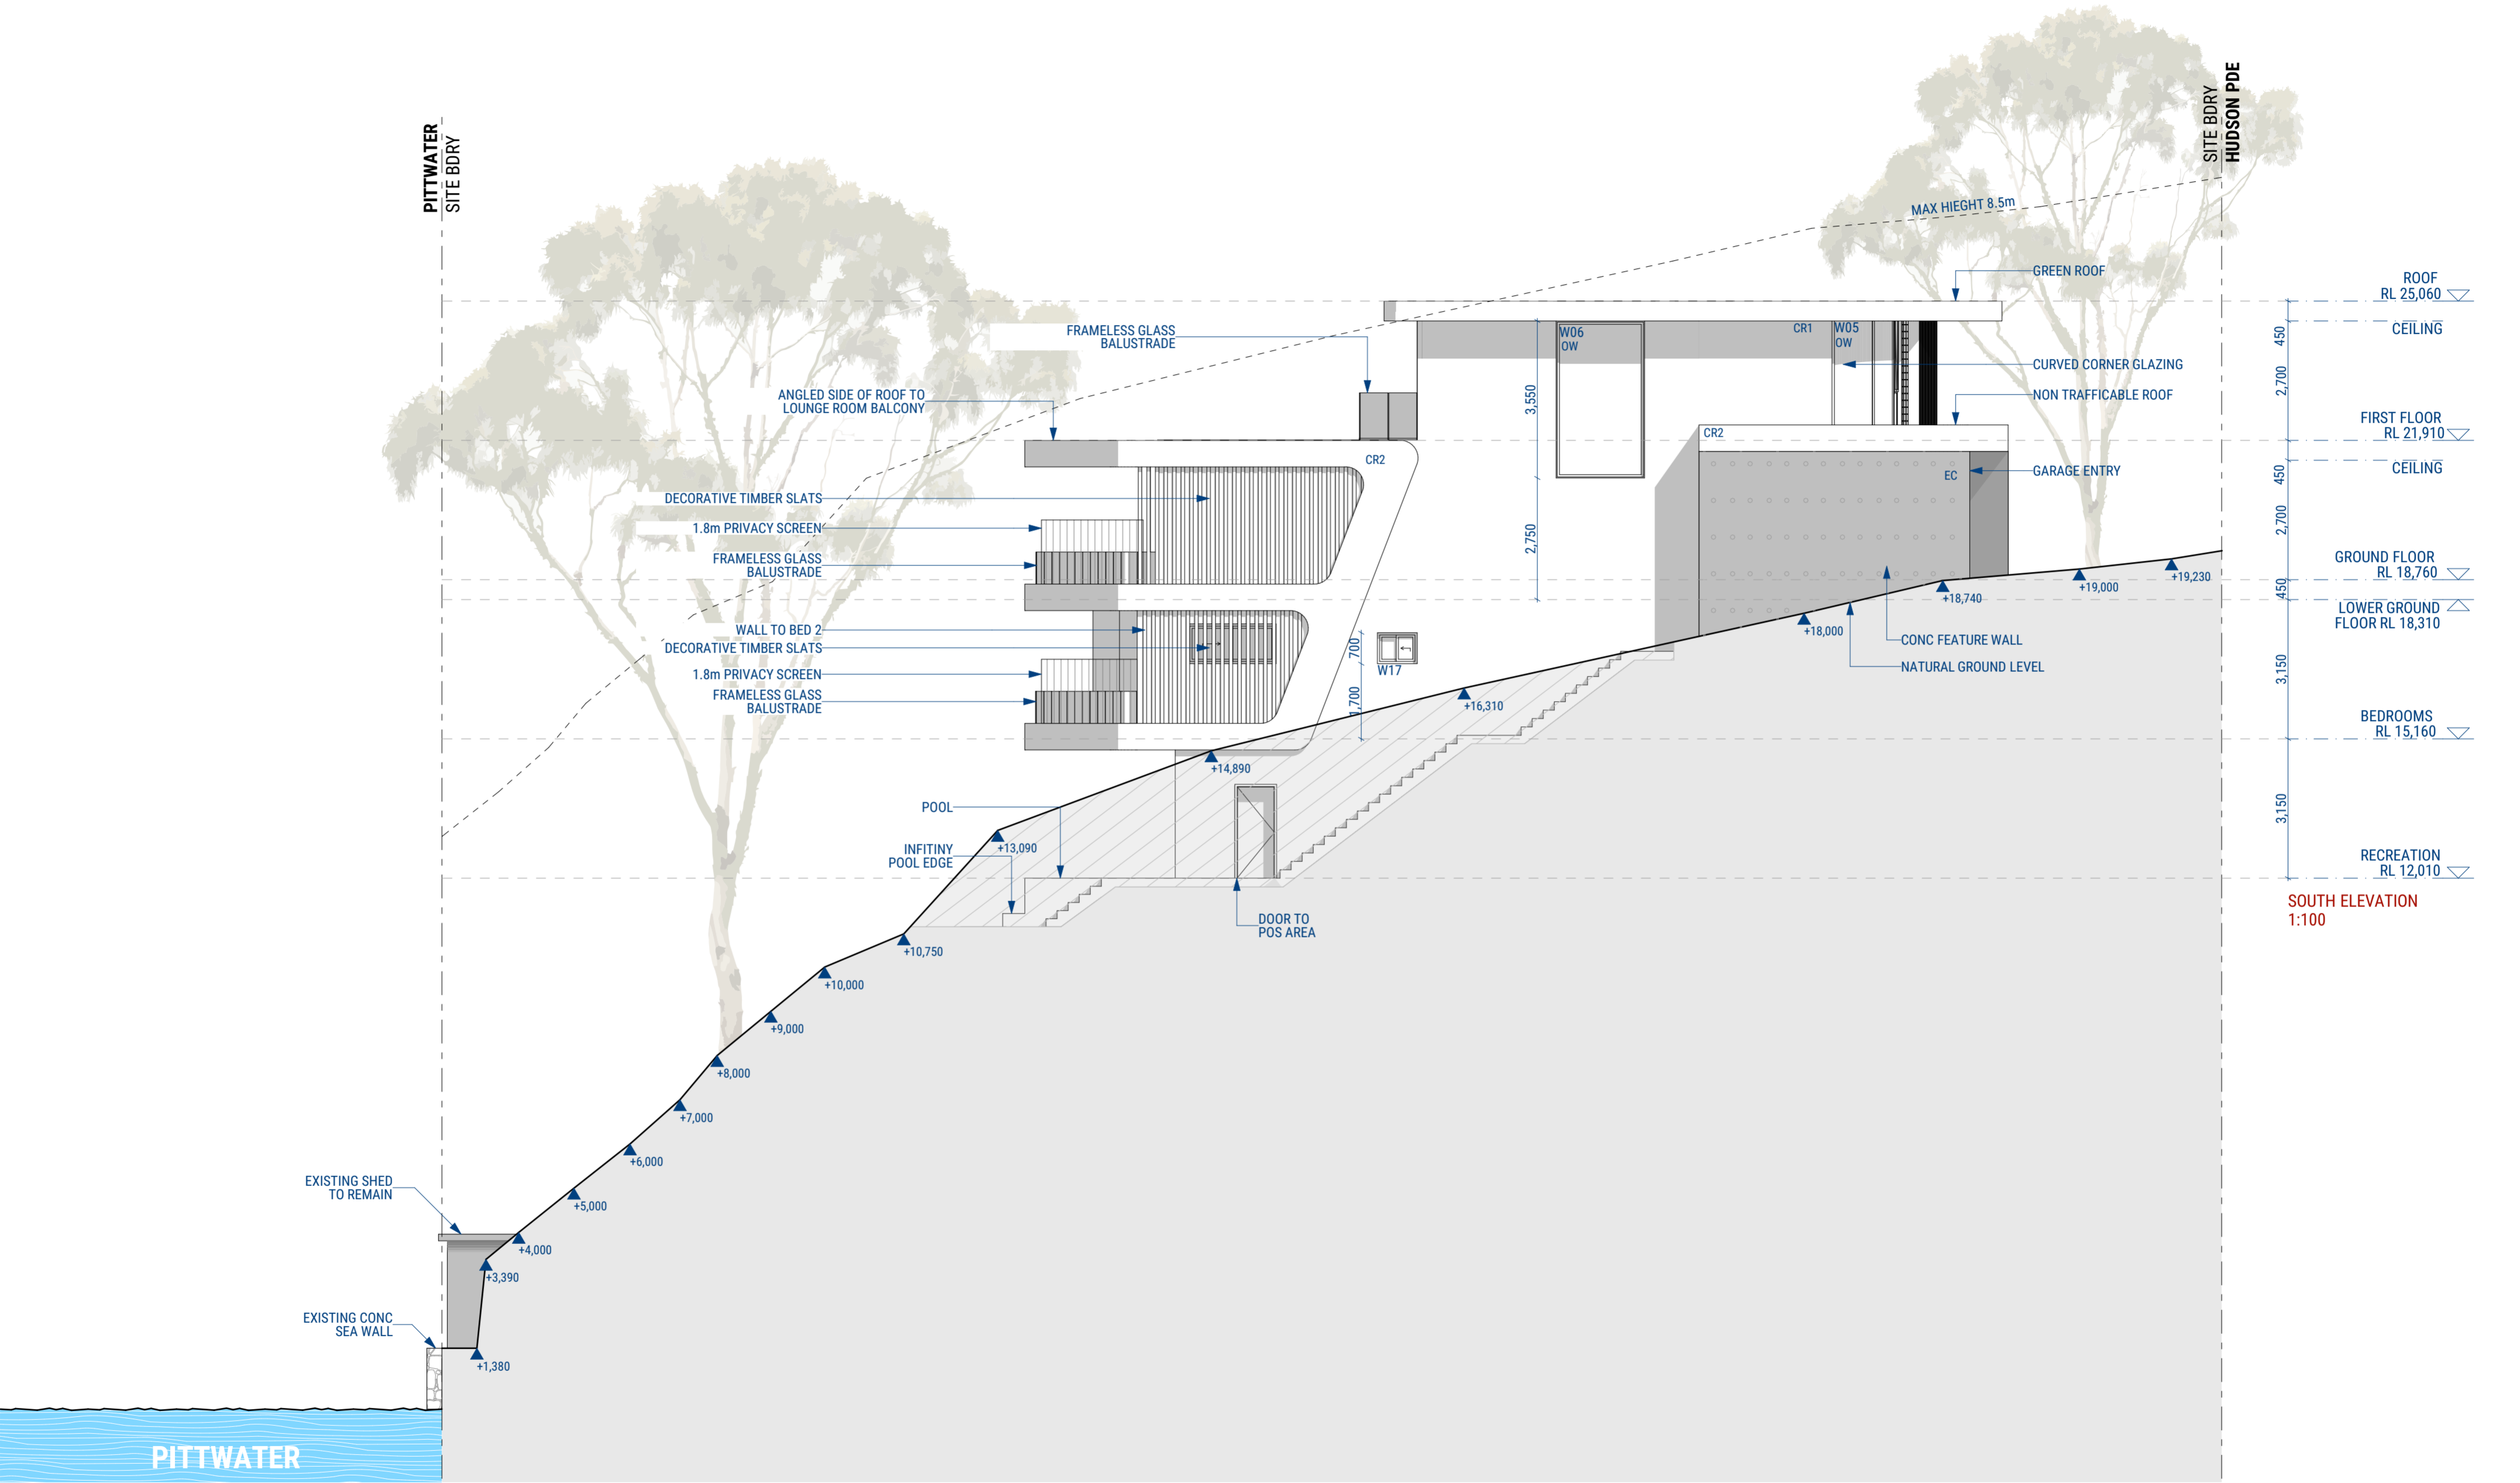 PITTWATER
SITE BDRY
SITE BDRY
HUDSON PDE
MAX HIEGHT 8.5m
GREEN ROOF
ROOF
RL 25,060
FRAMELESS GLASS
BALUSTRADE
W06
OW
CR1
W05
OW
CEILING
450
CURVED CORNER GLAZING
2,700
ANGLED SIDE OF ROOF TO
LOUNGE ROOM BALCONY
3,550
NON TRAFFICABLE ROOF
FIRST FLOOR
RL 21,910
CR2
CR2
CEILING
450
EC
GARAGE ENTRY
DECORATIVE TIMBER SLATS
1.8m PRIVACY SCREEN
2,750
2,700
FRAMELESS GLASS
BALUSTRADE
GROUND FLOOR
RL 18,760
+19,230
+19,000
450
+18,740
LOWER GROUND
FLOOR RL 18,310
WALL TO BED 2
+18,000
CONC FEATURE WALL
DECORATIVE TIMBER SLATS
700
W17
NATURAL GROUND LEVEL
1.8m PRIVACY SCREEN
3,150
FRAMELESS GLASS
BALUSTRADE
1,700
+16,310
BEDROOMS
RL 15,160
+14,890
POOL
3,150
INFITINY
POOL EDGE
+13,090
RECREATION
RL 12,010
SOUTH ELEVATION
1:100
DOOR TO
POS AREA
+10,750
+10,000
+9,000
+8,000
+7,000
+6,000
EXISTING SHED
TO REMAIN
+5,000
+4,000
+3,390
EXISTING CONC
SEA WALL
+1,380
PITTWATER